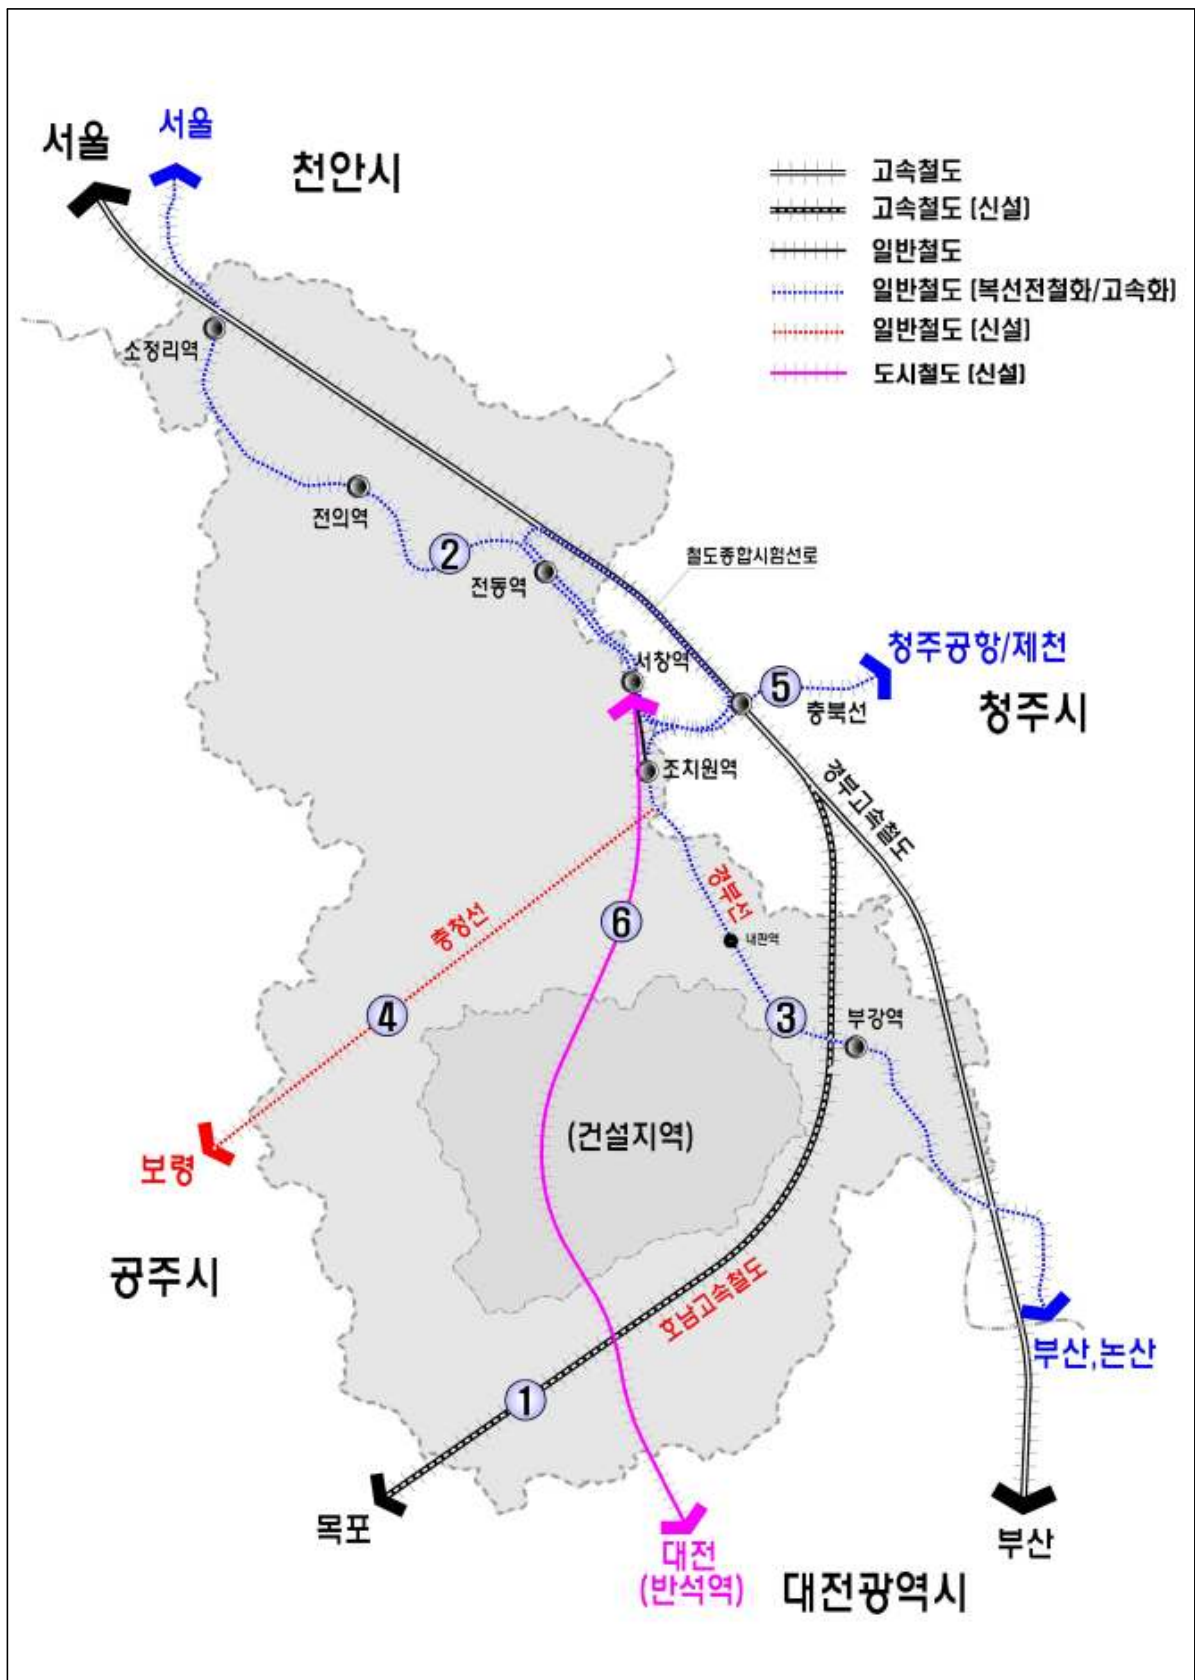 서울
서울
천안시
고속철도
고속철도 (신설)
일반철도
일반철도 (복선전철화/고속화)
일반철도 (신설)
도시철도 (신설)
소정리역
전의역
②
전동역
철도종합시험선로
서창역
청주공항/제천
⑤
충북선
청주시
조치원역
경부고속철도
경부선
충청선
⑥
내판역
④
③
부강역
(건설지역)
보령
공주시
호남고속철도
부산,논산
①
목포
부산
대전
(반석역)
대전광역시